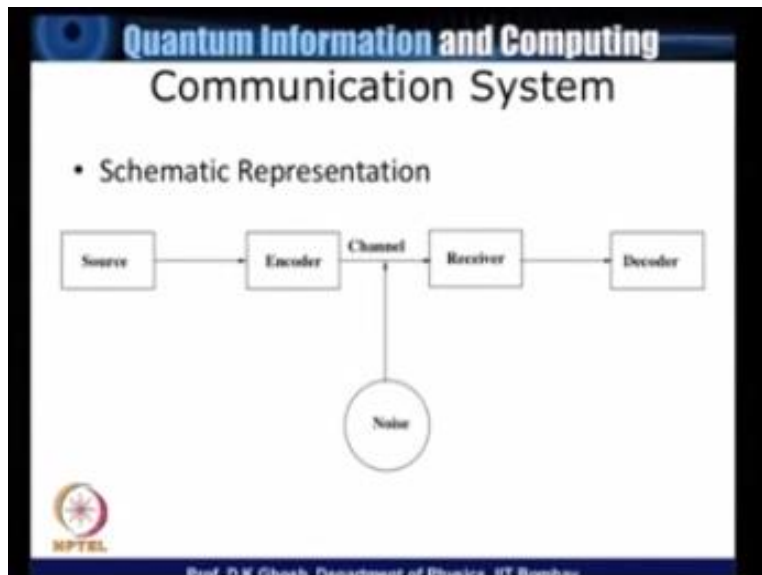 Quantum Information and Computing
Communication System
• Schematic Representation
Source
Encoder
Channel
Receiver
Decoder
Noise
NPTEL
Prof. D.K Ghosh, Department of Physics, IIT Bombay